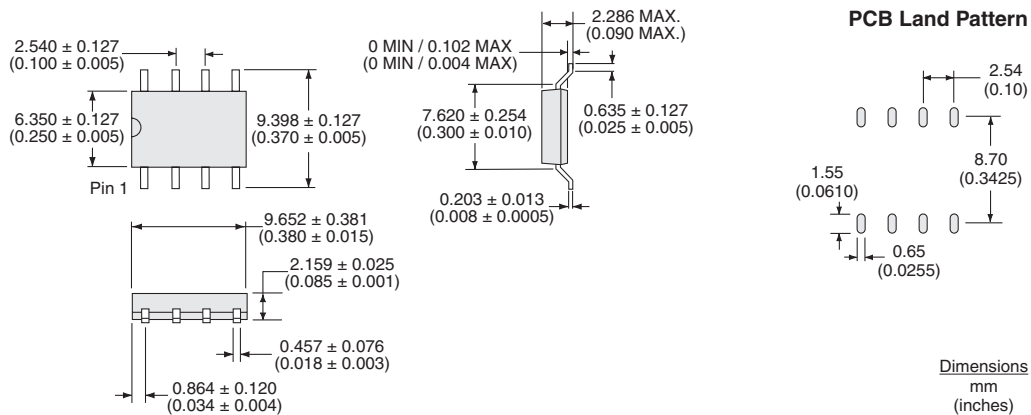 2.540 ± 0.127
(0.100 ± 0.005)
6.350 ± 0.127
(0.250 ± 0.005)
9.398 ± 0.127
(0.370 ± 0.005)
Pin 1
9.652 ± 0.381
(0.380 ± 0.015)
2.159 ± 0.025
(0.085 ± 0.001)
0.457 ± 0.076
(0.018 ± 0.003)
0.864 ± 0.120
(0.034 ± 0.004)
2.286 MAX.
(0.090 MAX.)
0 MIN / 0.102 MAX
(0 MIN / 0.004 MAX)
7.620 ± 0.254
(0.300 ± 0.010)
0.635 ± 0.127
(0.025 ± 0.005)
0.203 ± 0.013
(0.008 ± 0.0005)
PCB Land Pattern
2.54
(0.10)
8.70
(0.3425)
1.55
(0.0610)
0.65
(0.0255)
Dimensions
mm
(inches)